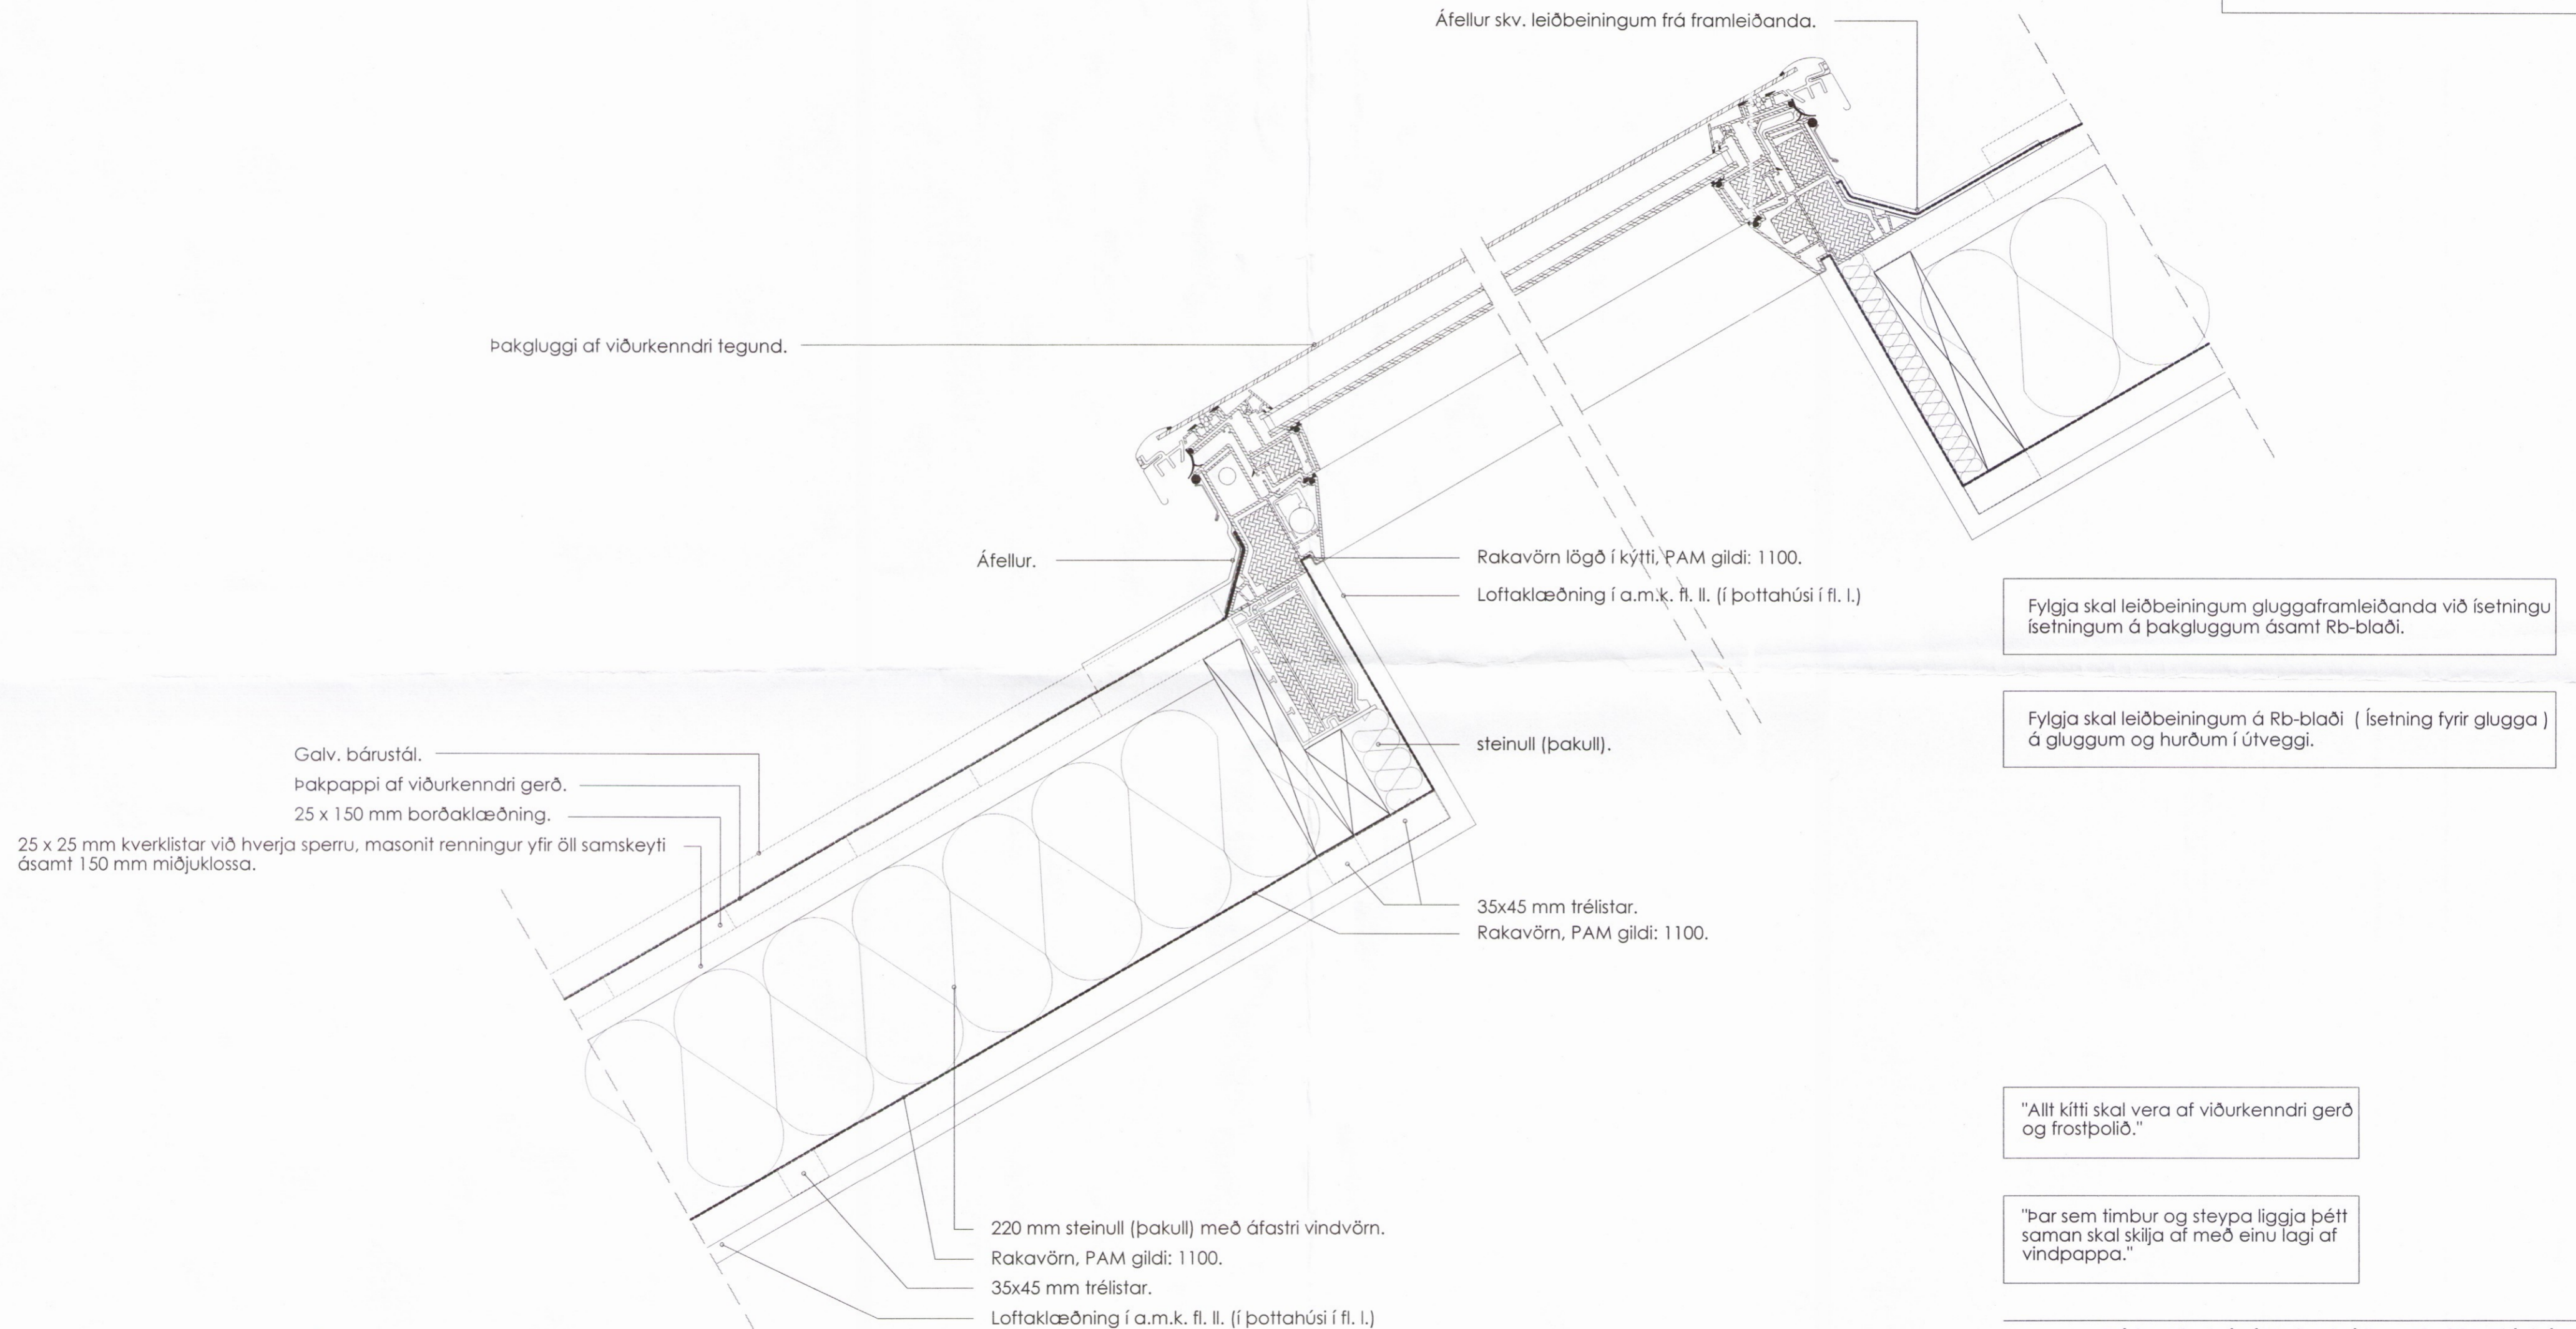 Áfellur skv. leiðbeiningum frá framleiðanda.
Þakgluggi af viðurkenndri tegund.
Áfellur.
Rakavörn lögð í kýtti, PAM gildi: 1100.
Loftaklæðning í a.m.k. fl. II. (í þottahúsi í fl. I.)
Fylgja skal leiðbeiningum gluggaframleiðanda við ísetningu
ísetningum á þakgluggum ásamt Rb-blaði.
Fylgja skal leiðbeiningum á Rb-blaði ( Ísetning fyrir glugga )
á gluggum og hurðum í útveggi.
steinull (þakull).
Galv. bárustál.
Þakpappi af viðurkenndri gerð.
25 x 150 mm borðaklæðning.
25 x 25 mm kverklistar við hverja sperru, masonit renningur yfir öll samskeyti
ásamt 150 mm miðjuklossa.
35x45 mm trélistar.
Rakavörn, PAM gildi: 1100.
"Allt kítti skal vera af viðurkenndri gerð
og frostþolið."
"Þar sem timbur og steypa liggja þétt
saman skal skilja af með einu lagi af
vindpappa."
220 mm steinull (þakull) með áfastri vindvörn.
Rakavörn, PAM gildi: 1100.
35x45 mm trélistar.
Loftaklæðning í a.m.k. fl. II. (í þottahúsi í fl. I.)